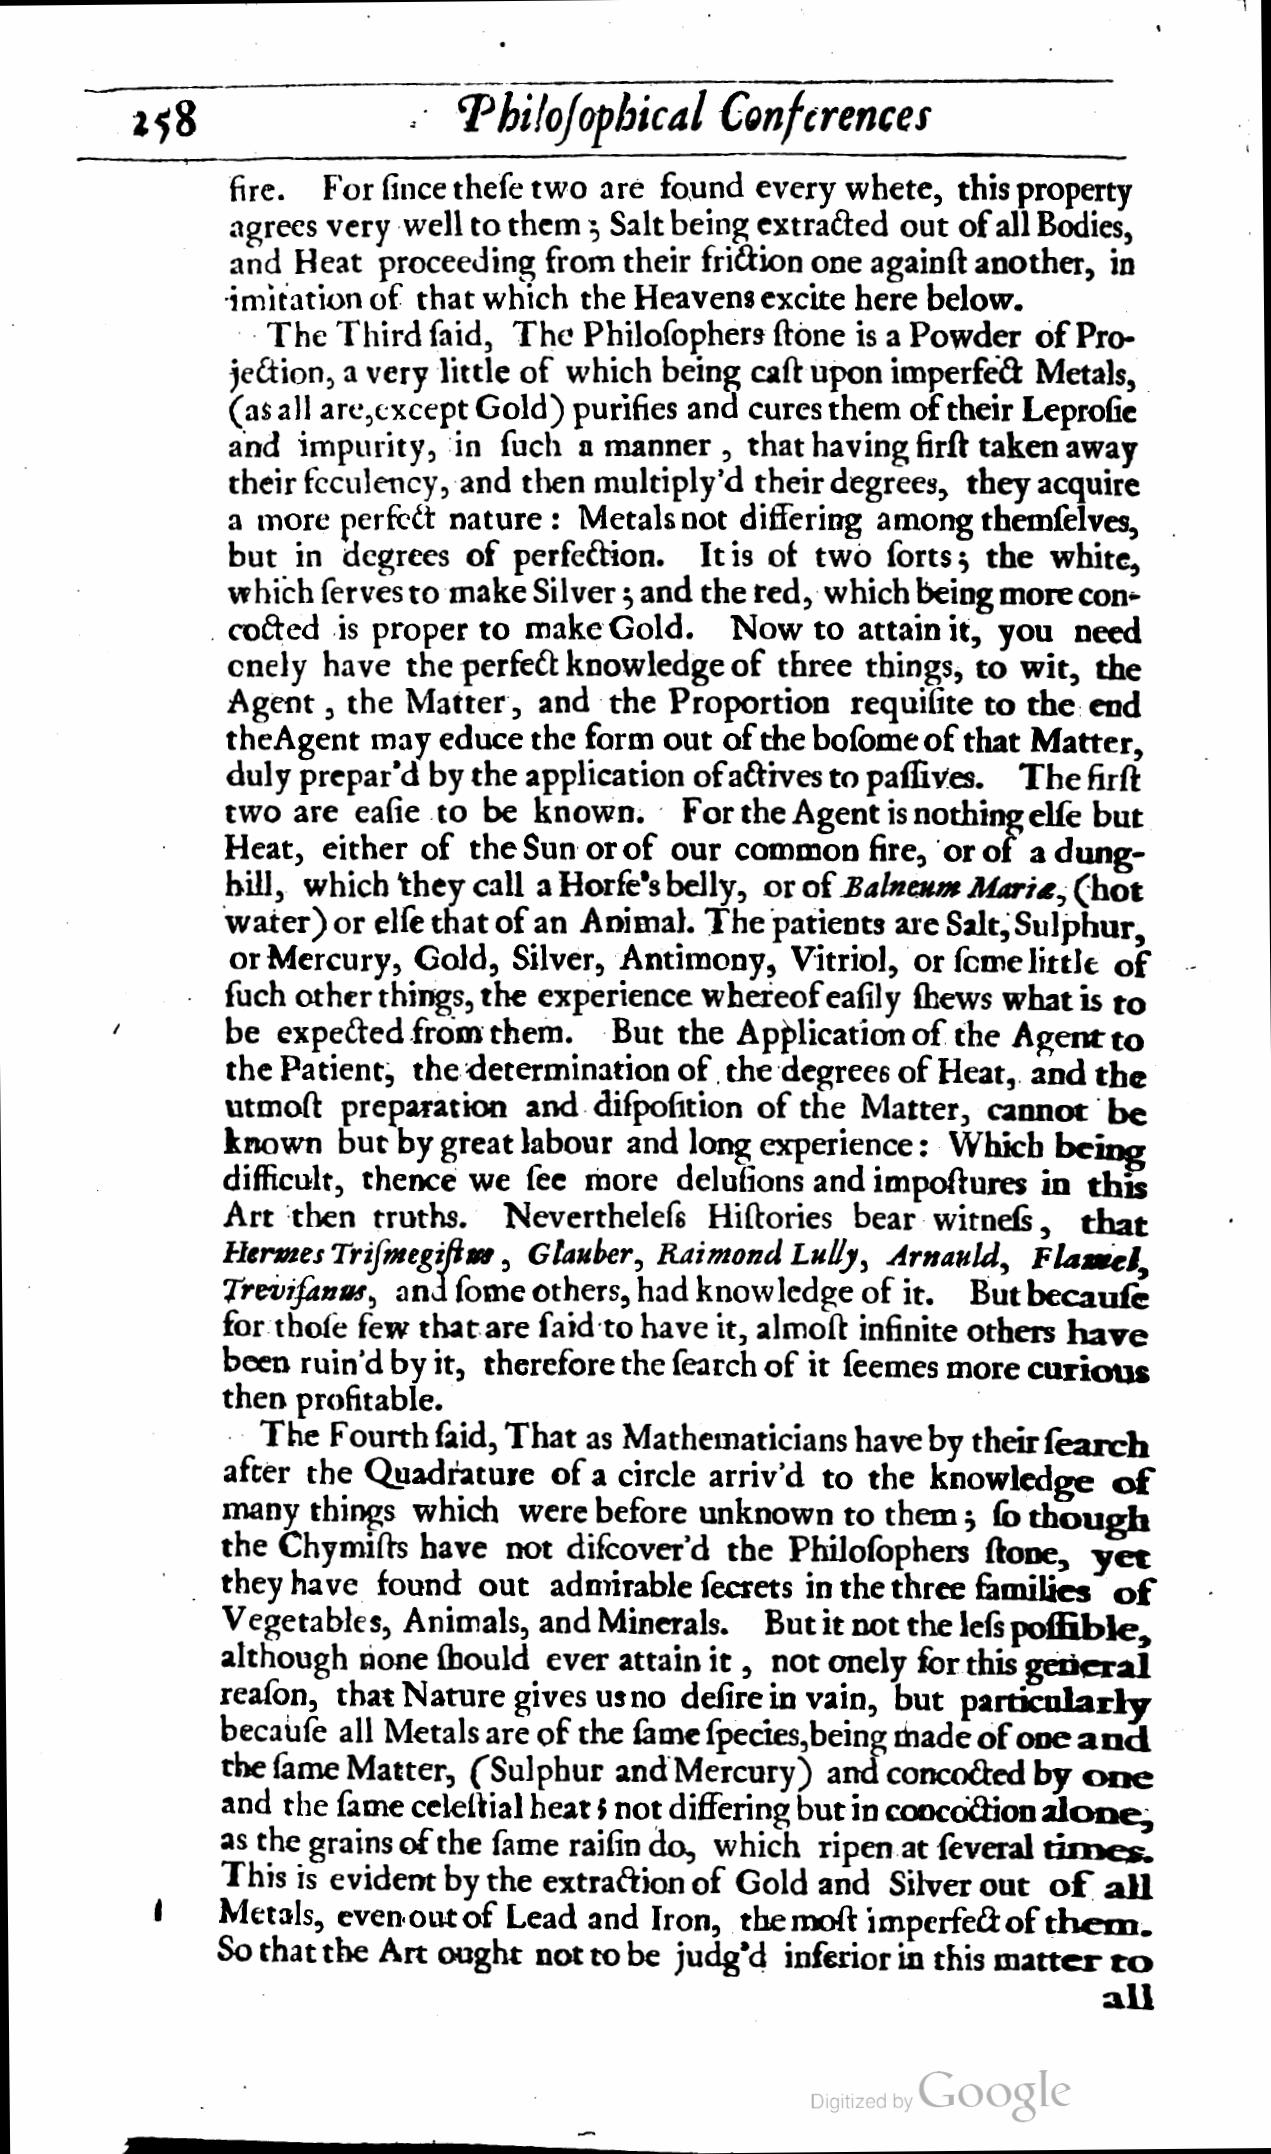 258 Philoſophical Conferences
fire. For ſince theſe two are found every whete, this property
agrees very well to them; Salt being extracted out of all Bodies,
and Heat proceeding from their friction one againſt another, in
imitation of that which the Heavens excite here below.
The Third ſaid, The Philoſophers ſtone is a Powder of Pro-
jection, a very little of which being caſt upon imperfect Metals,
(as all are,except Gold) purifies and cures them of their Leproſie
and impurity, in ſuch a manner, that having firſt taken away
their feculency, and then multiply'd their degrees, they acquire
a more perfect nature: Metals not differing among themſelves,
but in degrees of perfection. It is of two ſorts; the white,
which ſerves to make Silver; and the red, which being more con-
cocted is proper to make Gold. Now to attain it, you need
onely have the perfect knowledge of three things, to wit, the
Agent, the Matter, and the Proportion requiſite to the end
the Agent may educe the form out of the boſome of that Matter,
duly prepar'd by the application of actives to paſſives. The firſt
two are eaſie to be known. For the Agent is nothing elſe but
Heat, either of the Sun or of our common fire, or of a dung-
hill, which they call a Horſe's belly, or of Balneum Mariæ, (hot
water) or elſe that of an Animal. The patients are Salt, Sulphur,
or Mercury, Gold, Silver, Antimony, Vitriol, or ſome little of
ſuch other things, the experience whereof eaſily ſhews what is to
be expected from them. But the Application of the Agent to
the Patient, the determination of the degrees of Heat, and the
utmoſt preparation and diſpoſition of the Matter, cannot be
known but by great labour and long experience: Which being
difficult, thence we ſee more deluſions and impoſtures in this
Art then truths. Nevertheleſs Hiſtories bear witneſs, that
Hermes Triſmegiſtus, Glauber, Raimond Lully, Arnauld, Flamel,
Treviſanus, and ſome others, had knowledge of it. But becauſe
for thoſe few that are ſaid to have it, almoſt infinite others have
been ruin'd by it, therefore the ſearch of it ſeemes more curious
then profitable.
The Fourth ſaid, That as Mathematicians have by their ſearch
after the Quadrature of a circle arriv'd to the knowledge of
many things which were before unknown to them; ſo though
the Chymiſts have not diſcover'd the Philoſophers ſtone, yet
they have found out admirable ſecrets in the three families of
Vegetables, Animals, and Minerals. But it not the leſs poſſible,
although none ſhould ever attain it, not onely for this general
reaſon, that Nature gives us no deſire in vain, but particularly
becauſe all Metals are of the ſame ſpecies,being made of one and
the ſame Matter, (Sulphur and Mercury) and concocted by one
and the ſame celeſtial heat; not differing but in concoction alone,
as the grains of the ſame raiſin do, which ripen at ſeveral times.
This is evident by the extraction of Gold and Silver out of all
Metals, even out of Lead and Iron, the moſt imperfect of them.
So that the Art ought not to be judg'd inferior in this matter to
all
Digitized by Google